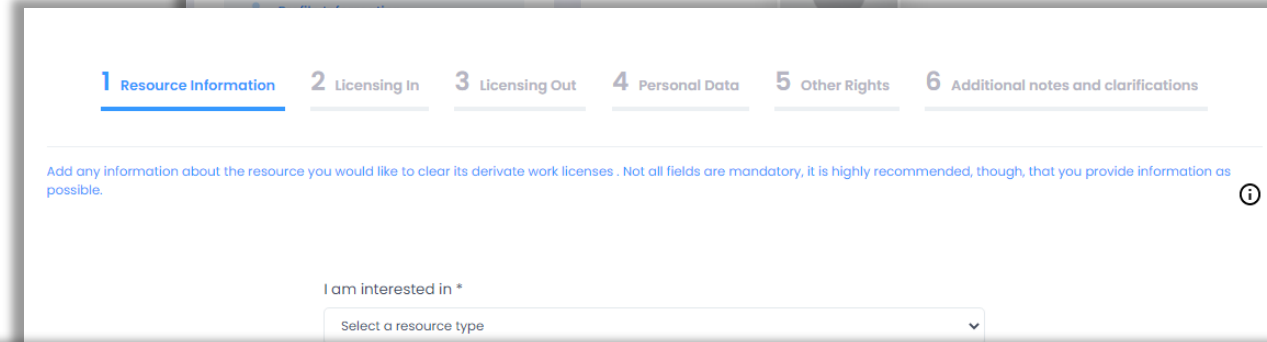 1 Resource Information 2 Licensing In 3 Licensing Out 4 Personal Data 5 Other Rights 6 Additional notes and clarifications
Add any information about the resource you would like to clear its derivate work licenses . Not all fields are mandatory, it is highly recommended, though, that you provide information as
possible.
I am interested in *
Select a resource type